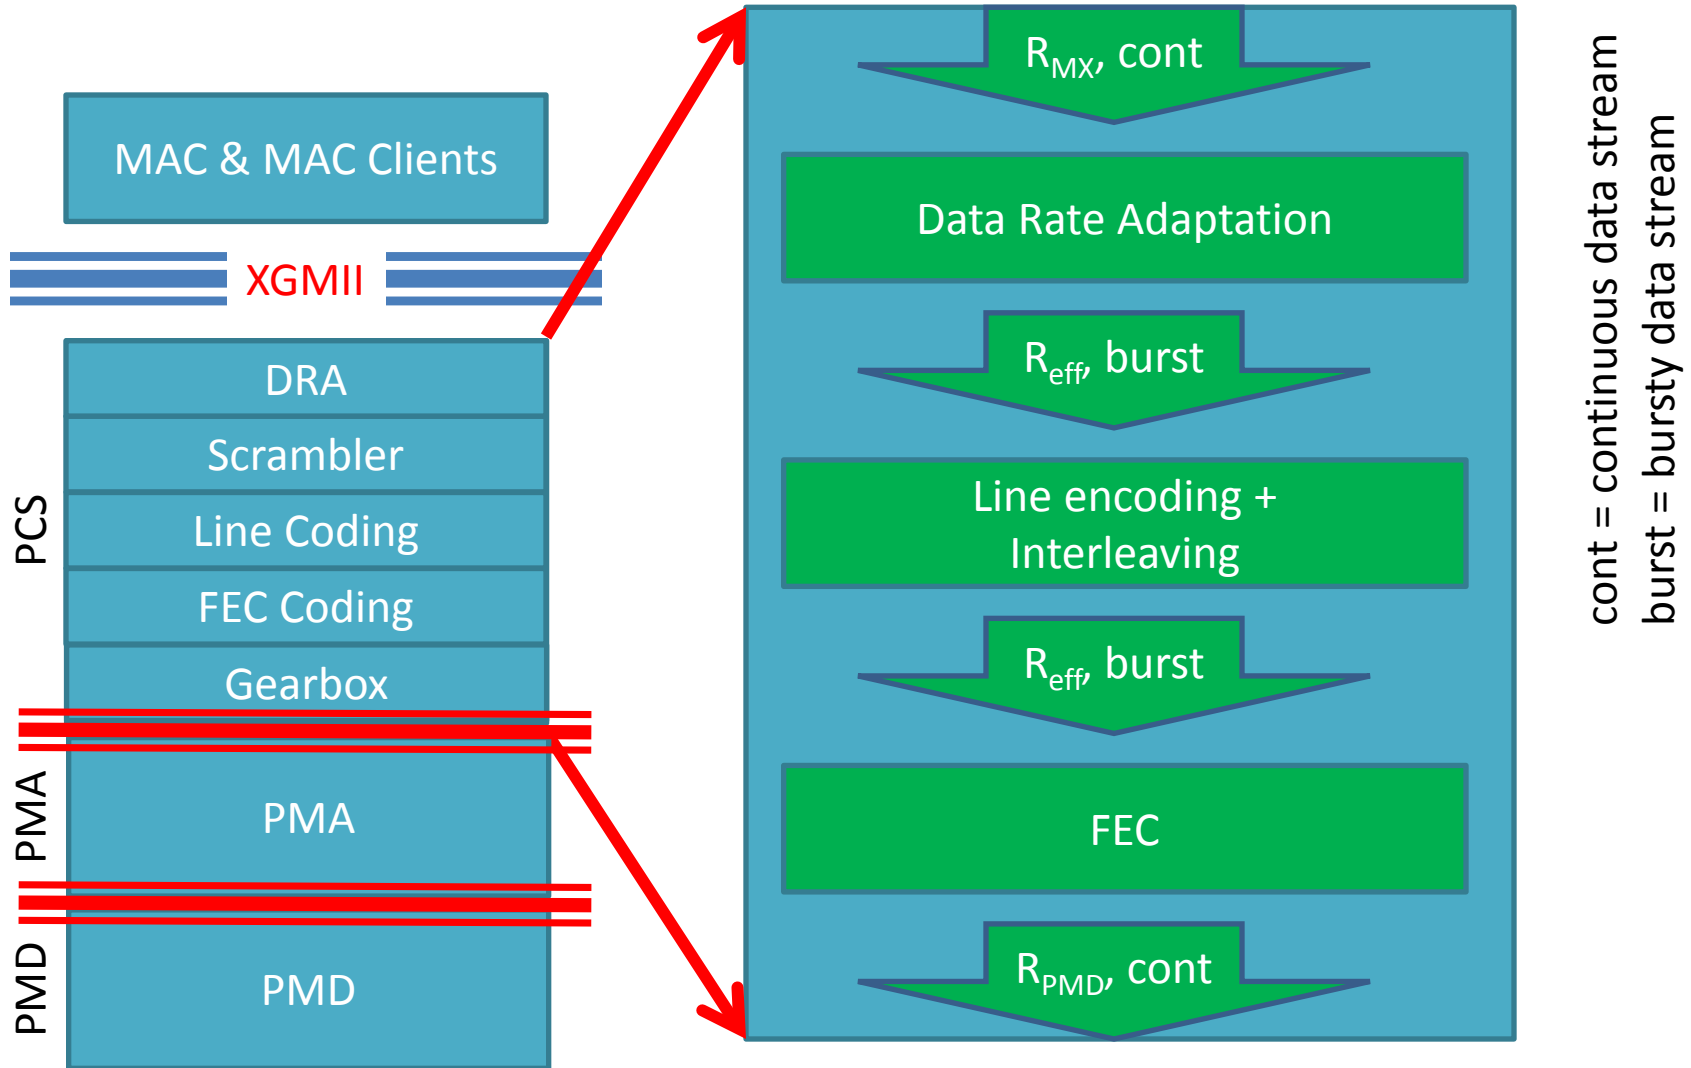 MAC & MAC Clients
XGMII
PCS
DRA
Scrambler
Line Coding
FEC Coding
Gearbox
PMA
PMA
PMD
PMD
RMX, cont
Data Rate Adaptation
Reff, burst
Line encoding +
Interleaving
Reff, burst
FEC
RPMD, cont
cont = continuous data stream
burst = bursty data stream